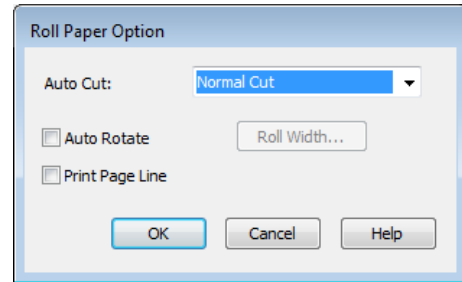 Roll Paper Option
Auto Cut: Normal Cut
Auto Rotate Roll Width...
Print Page Line
OK Cancel Help